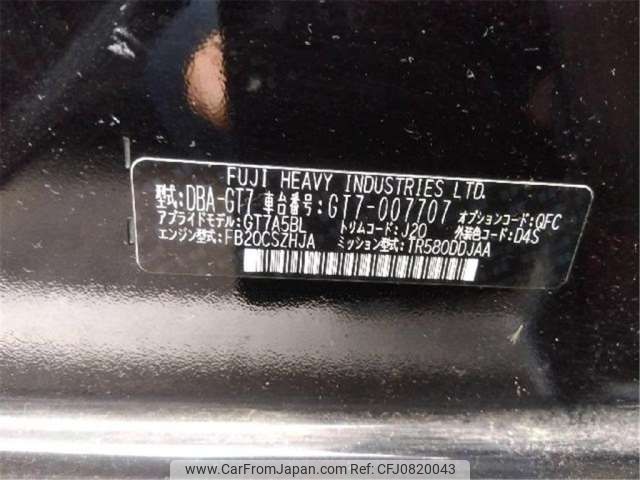 FUJI HEAVY INDUSTRIES LTD.
型式:DBA-GT7 車台番号:GT7-007707 オプションコード:QFC
アプライドモデル:GT7A5BL トリムコード:J20 外装色コード:D4S
エンジン型式:FB20CSZHJA ミッション型式:TR580DDJAA
www.CarFromJapan.com REF:CFJ0820043